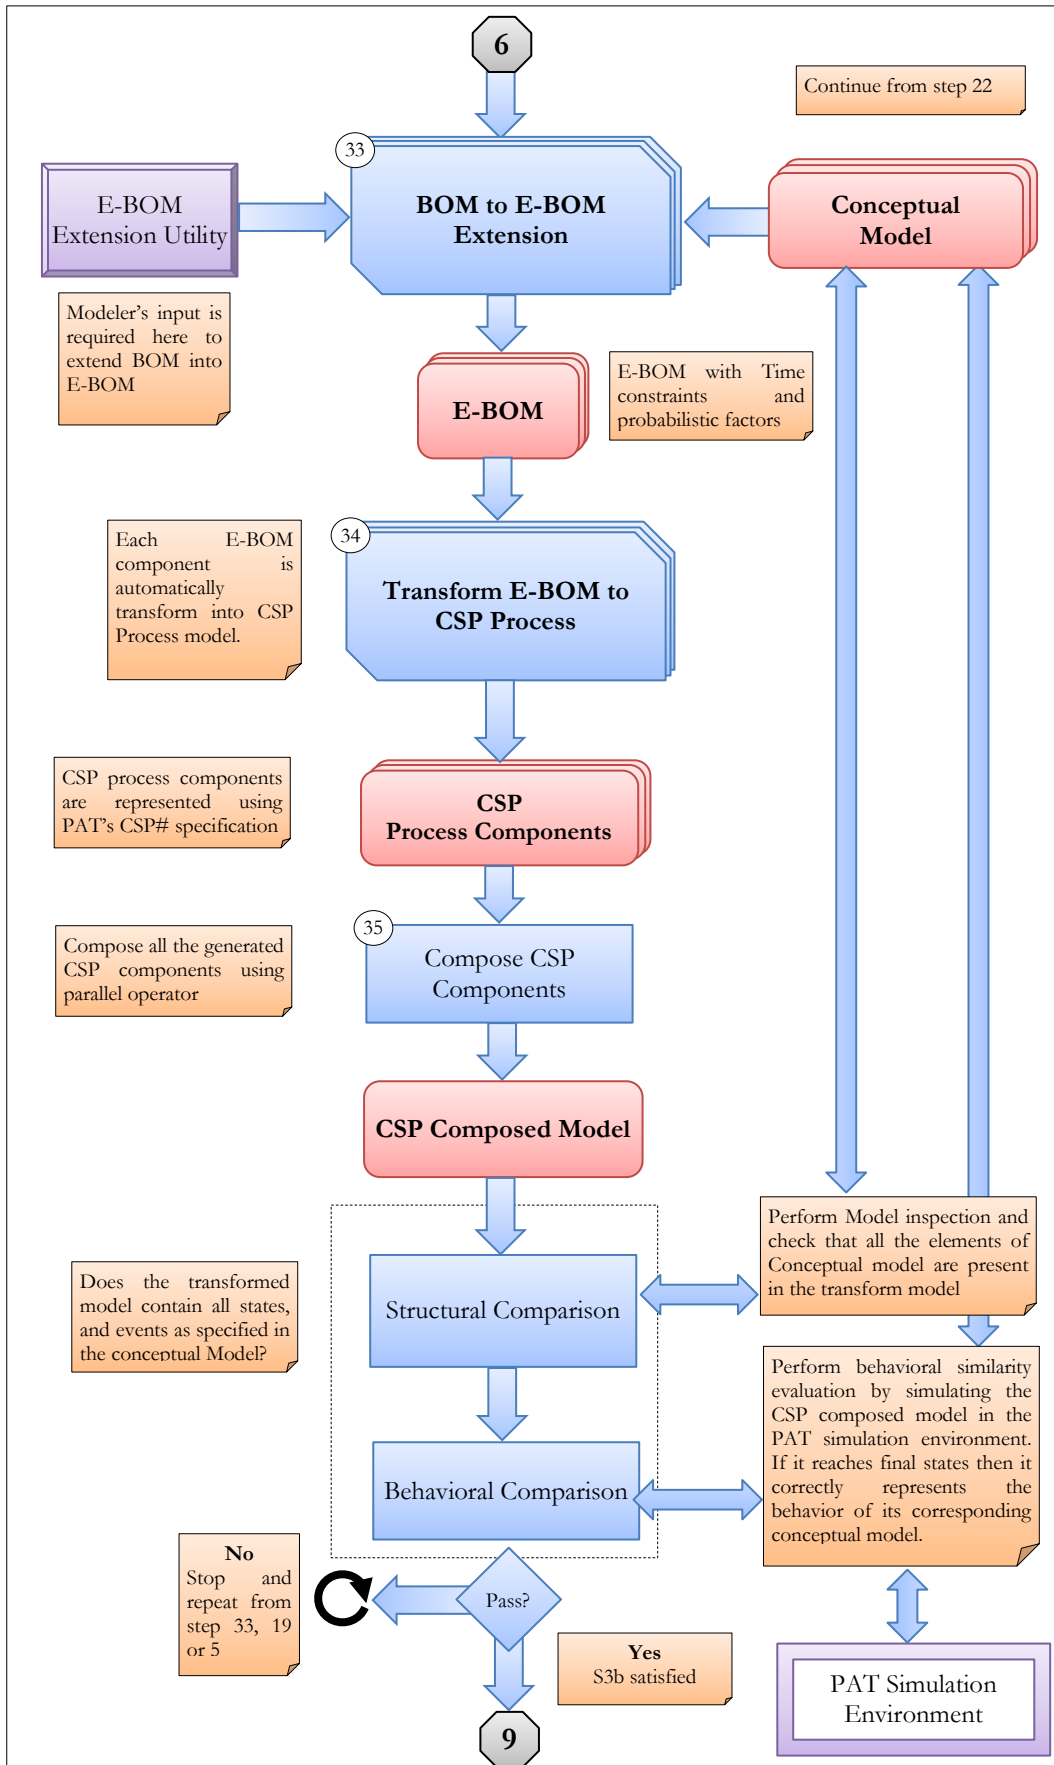 6
Continue from step 22
33
E-BOM
Extension Utility
BOM to E-BOM
Extension
Conceptual
Model
Modeler's input is
required here to
extend BOM into
E-BOM
E-BOM
E-BOM with Time
constraints and
probabilistic factors
34
Each E-BOM
component is
automatically
transform into CSP
Process model.
Transform E-BOM to
CSP Process
CSP process components
are represented using
PAT's CSP# specification
CSP
Process Components
35
Compose all the generated
CSP components using
parallel operator
Compose CSP
Components
CSP Composed Model
Perform Model inspection and
check that all the elements of
Conceptual model are present
in the transform model
Does the transformed
model contain all states,
and events as specified in
the conceptual Model?
Structural Comparison
Perform behavioral similarity
evaluation by simulating the
CSP composed model in the
PAT simulation environment.
If it reaches final states then it
correctly represents the
behavior of its corresponding
conceptual model.
Behavioral Comparison
No
Stop and
repeat from
step 33, 19
or 5
Pass?
Yes
S3b satisfied
PAT Simulation
Environment
9